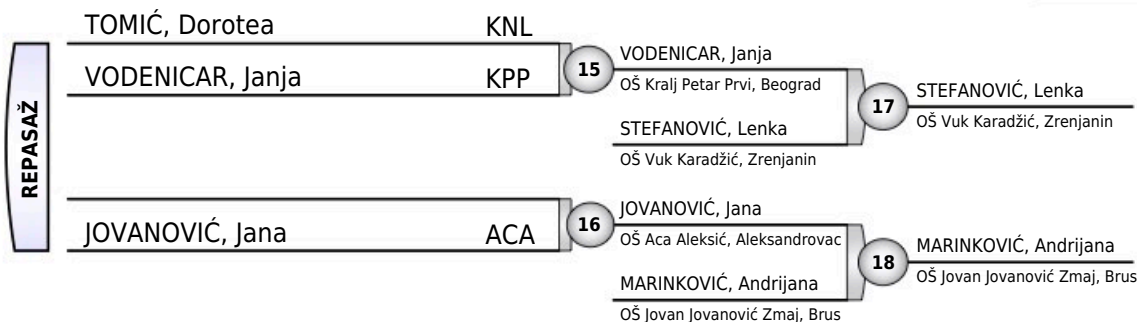 REPASAŽ
TOMIĆ, Dorotea KNL
VODENICAR, Janja KPP
15
VODENICAR, Janja
OŠ Kralj Petar Prvi, Beograd
STEFANOVIĆ, Lenka
OŠ Vuk Karadžić, Zrenjanin
17
STEFANOVIĆ, Lenka
OŠ Vuk Karadžić, Zrenjanin
JOVANOVIĆ, Jana ACA
16
JOVANOVIĆ, Jana
OŠ Aca Aleksić, Aleksandrovac
MARINKOVIĆ, Andrijana
OŠ Jovan Jovanović Zmaj, Brus
18
MARINKOVIĆ, Andrijana
OŠ Jovan Jovanović Zmaj, Brus